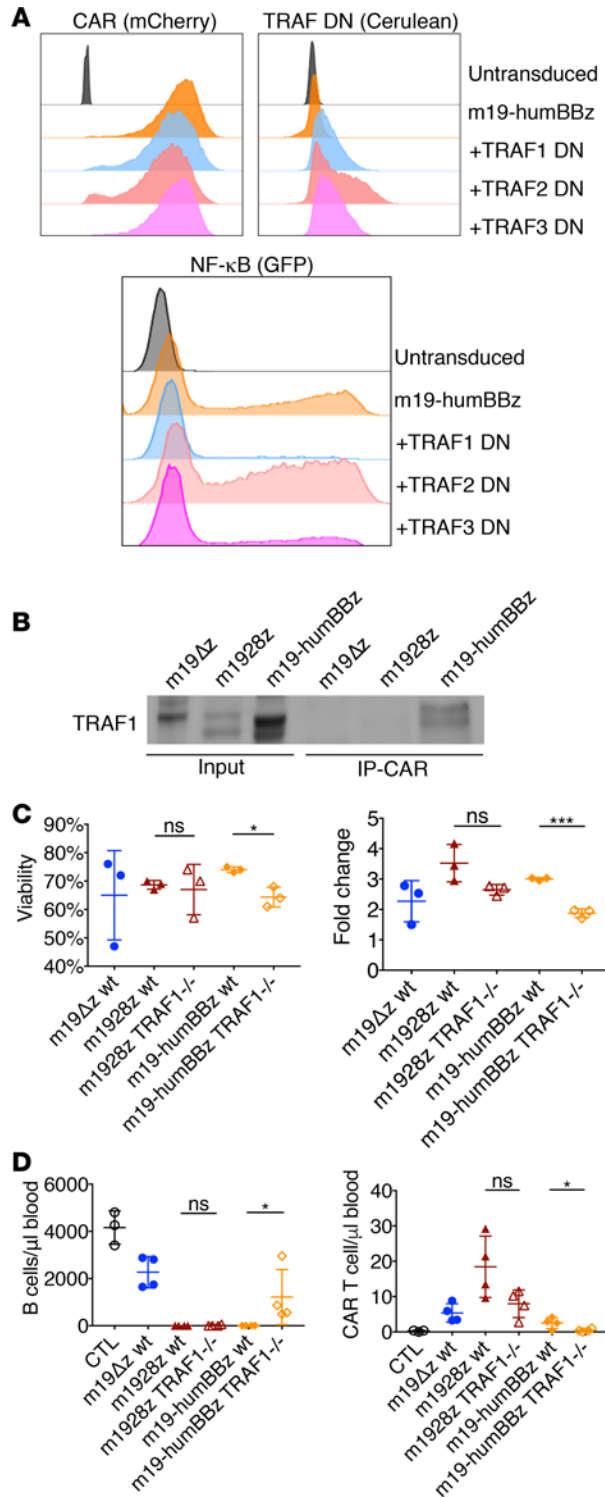 A
CAR (mCherry)
TRAF DN (Cerulean)
Untransduced
m19-humBBz
+TRAF1 DN
+TRAF2 DN
+TRAF3 DN
NF-κB (GFP)
Untransduced
m19-humBBz
+TRAF1 DN
+TRAF2 DN
+TRAF3 DN
B
m19Δz
m1928z
m19-humBBz
m19Δz
m1928z
m19-humBBz
TRAF1
Input
IP-CAR
C
Viability
90%
80%
70%
60%
50%
40%
ns
*
m19Δz wt
m1928z wt
m1928z TRAF1-/-
m19-humBBz wt
m19-humBBz TRAF1-/-
Fold change
5
4
3
2
1
0
ns
***
m19Δz wt
m1928z wt
m1928z TRAF1-/-
m19-humBBz wt
m19-humBBz TRAF1-/-
D
B cells/μl blood
6000
4000
2000
0
ns
*
CTL
m19Δz wt
m1928z wt
m1928z TRAF1-/-
m19-humBBz wt
m19-humBBz TRAF1-/-
CAR T cell/μl blood
40
30
20
10
0
ns
*
CTL
m19Δz wt
m1928z wt
m1928z TRAF1-/-
m19-humBBz wt
m19-humBBz TRAF1-/-